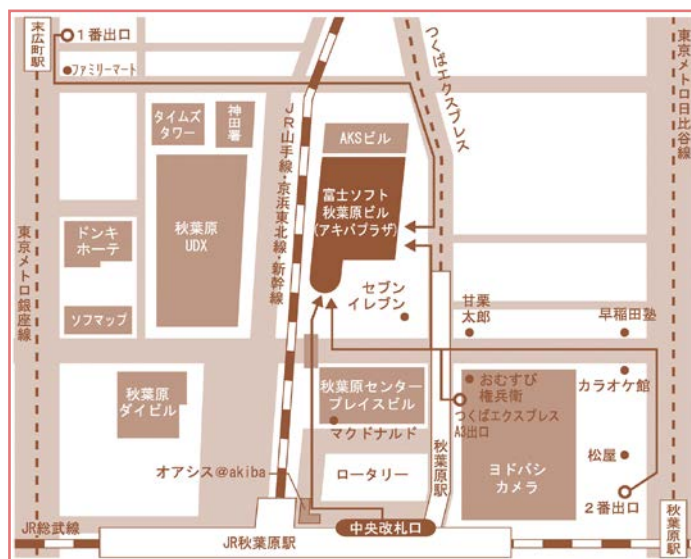 末広町駅
1番出口
ファミリーマート
タイムズ
タワー
神田署
JR山手線・京浜東北線・新幹線
つくばエクスプレス
東京メトロ日比谷線
AKSビル
富士ソフト
秋葉原ビル
(アキバプラザ)
秋葉原
UDX
ドンキ
ホーテ
東京メトロ銀座線
ソフマップ
セブン
イレブン
甘栗
太郎
早稲田塾
秋葉原
ダイビル
秋葉原センター
プレイスビル
マクドナルド
おむすび
権兵衛
つくばエクスプレス
A3出口
カラオケ館
オアシス@akiba
ロータリー
秋葉原駅
ヨドバシ
カメラ
松屋
2番出口
JR総武線
JR秋葉原駅
中央改札口
秋葉原駅